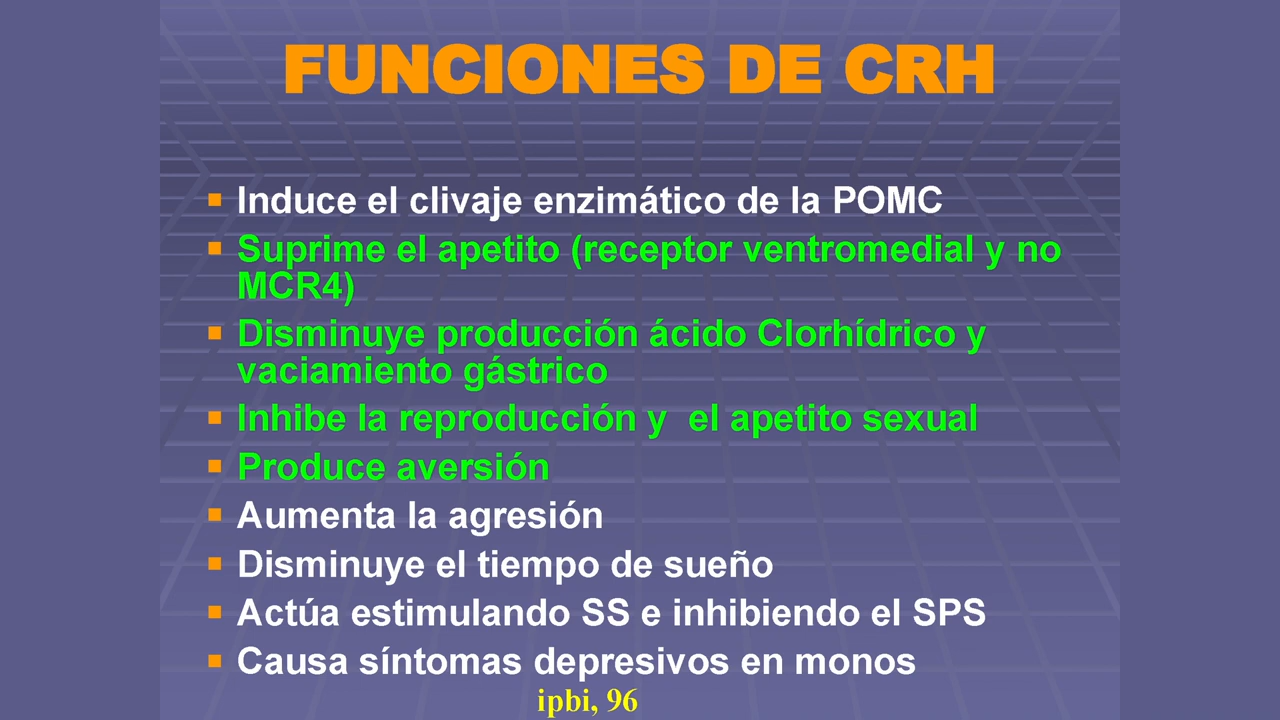 FUNCIONES DE CRH
Induce el clivaje enzimático de la POMC
Suprime el apetito (receptor ventromedial y no
MCR4)
Disminuye producción ácido Clorhídrico y
vaciamiento gástrico
Inhibe la reproducción y  el apetito sexual
Produce aversión
Aumenta la agresión
Disminuye el tiempo de sueño
Actúa estimulando SS e inhibiendo el SPS
Causa síntomas depresivos en monos
ipbi, 96